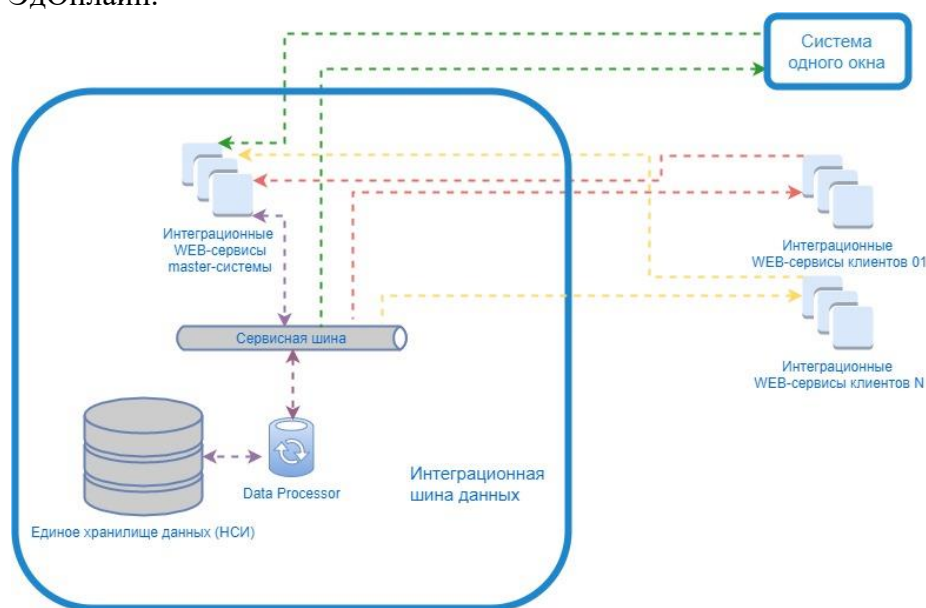 ЭдОнлайн.
Система
одного окна
Интеграционные
WEB-сервисы
master-системы
Интеграционные
WEB-сервисы клиентов 01
Сервисная шина
Интеграционные
WEB-сервисы клиентов N
Интеграционная
шина данных
Data Processor
Единое хранилище данных (НСИ)